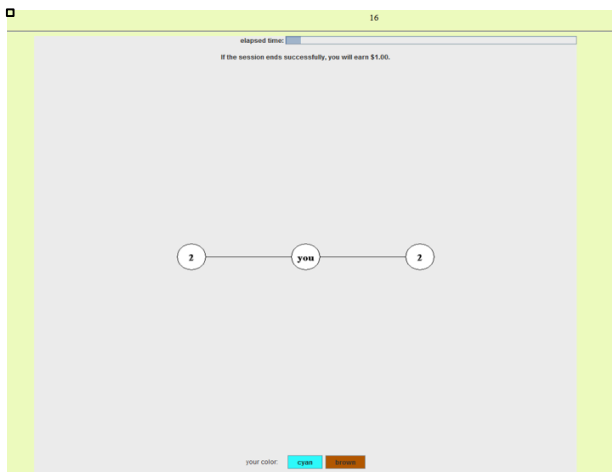 16
elapsed time:
If the session ends successfully, you will earn $1.00.
2 you 2
your color: cyan brown